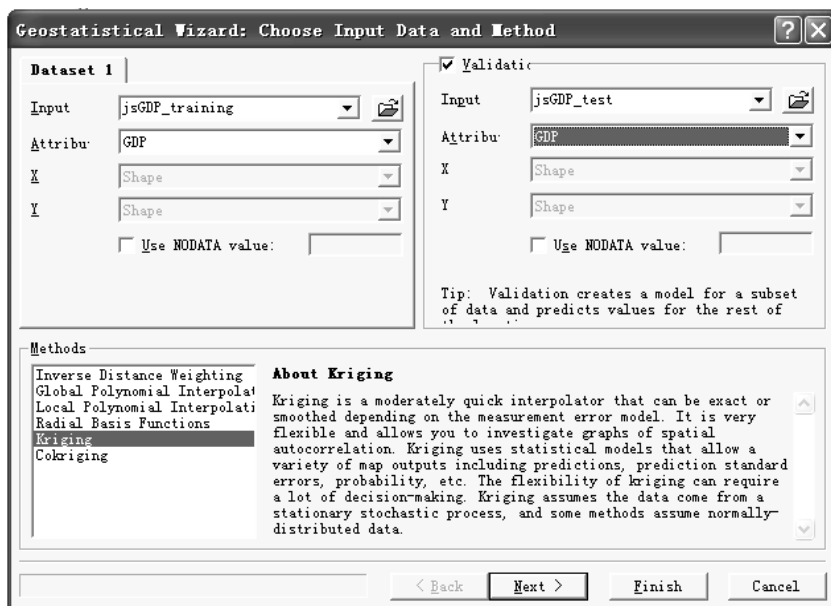 Geostatistical Wizard: Choose Input Data and Method
Dataset 1
Input jsGDP_training
Attribu GDP
X Shape
Y Shape
Use NODATA value:
Validatio
Input jsGDP_test
Attribu GDP
X Shape
Y Shape
Use NODATA value:
Tip: Validation creates a model for a subset
of data and predicts values for the rest of
Methods
Inverse Distance Weighting
Global Polynomial Interpolat
Local Polynomial Interpolati
Radial Basis Functions
Kriging
Cokriging
About Kriging
Kriging is a moderately quick interpolator that can be exact or
smoothed depending on the measurement error model. It is very
flexible and allows you to investigate graphs of spatial
autocorrelation. Kriging uses statistical models that allow a
variety of map outputs including predictions, prediction standard
errors, probability, etc. The flexibility of kriging can require
a lot of decision-making. Kriging assumes the data come from a
stationary stochastic process, and some methods assume normally-
distributed data.
< Back
Next >
Finish
Cancel